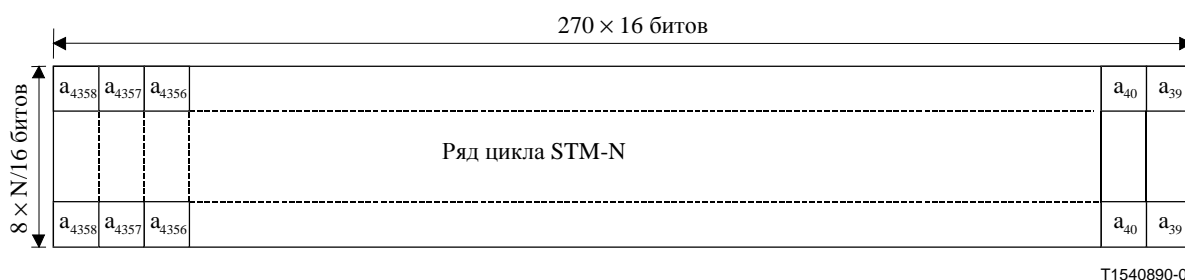 270 × 16 битов
8 × N/16 битов
a4358 a4357 a4356 a40 a39
Ряд цикла STM-N
a4358 a4357 a4356 a40 a39
T1540890-0